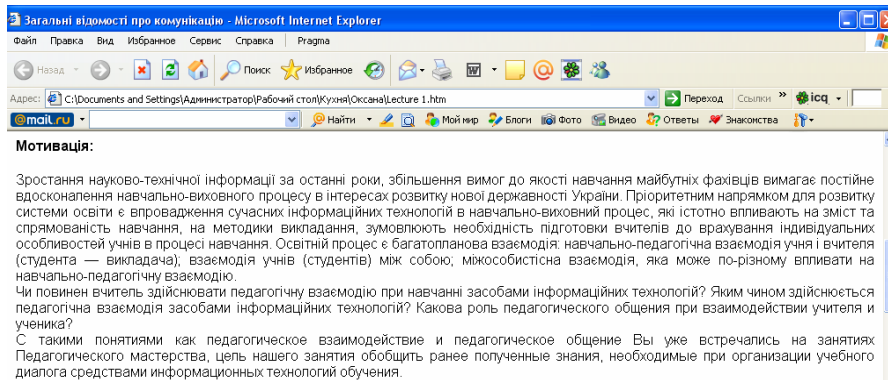 Загальні відомості про комунікацію - Microsoft Internet Explorer
Файл Правка Вид Избранное Сервис Справка Pragma
Назад Поиск Избранное
Адрес: C:\Documents and Settings\Администратор\Рабочий стол\Кухня\Оксана\Lecture 1.htm Переход Ссылки » icq
@mail.ru Найти Мой мир Блоги Фото Видео Ответы Знакомства
Мотивація:
Зростання науково-технічної інформації за останні роки, збільшення вимог до якості навчання майбутніх фахівців вимагає постійне
вдосконалення навчально-виховного процесу в інтересах розвитку нової державності України. Пріоритетним напрямком для розвитку
системи освіти є впровадження сучасних інформаційних технологій в навчально-виховний процес, які істотно впливають на зміст та
спрямованість навчання, на методики викладання, зумовлюють необхідність підготовки вчителів до врахування індивідуальних
особливостей учнів в процесі навчання. Освітній процес є багатопланова взаємодія: навчально-педагогічна взаємодія учня і вчителя
(студента — викладача); взаємодія учнів (студентів) між собою; міжособистісна взаємодія, яка може по-різному впливати на
навчально-педагогічну взаємодію.
Чи повинен вчитель здійснювати педагогічну взаємодію при навчанні засобами інформаційних технологій? Яким чином здійснюється
педагогічна взаємодія засобами інформаційних технологій? Какова роль педагогического общения при взаимодействии учителя и
ученика?
С такими понятиями как педагогическое взаимодействие и педагогическое общение Вы уже встречались на занятиях
Педагогического мастерства, цель нашего занятия обобщить ранее полученные знания, необходимые при организации учебного
диалога средствами информационных технологий обучения.